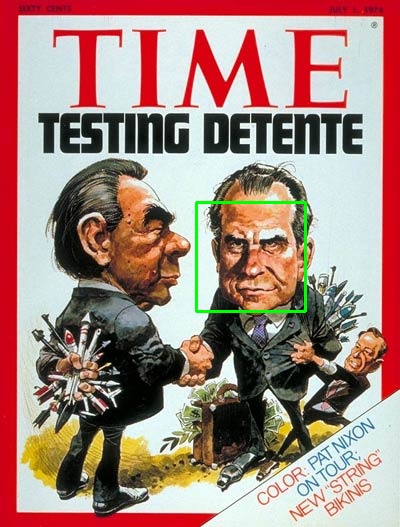 SIXTY CENTS
JULY 1, 1974
TIME
®
TESTING DETENTE
COLOR: PAT NIXON
ON TOUR;
NEW "STRING"
BIKINIS